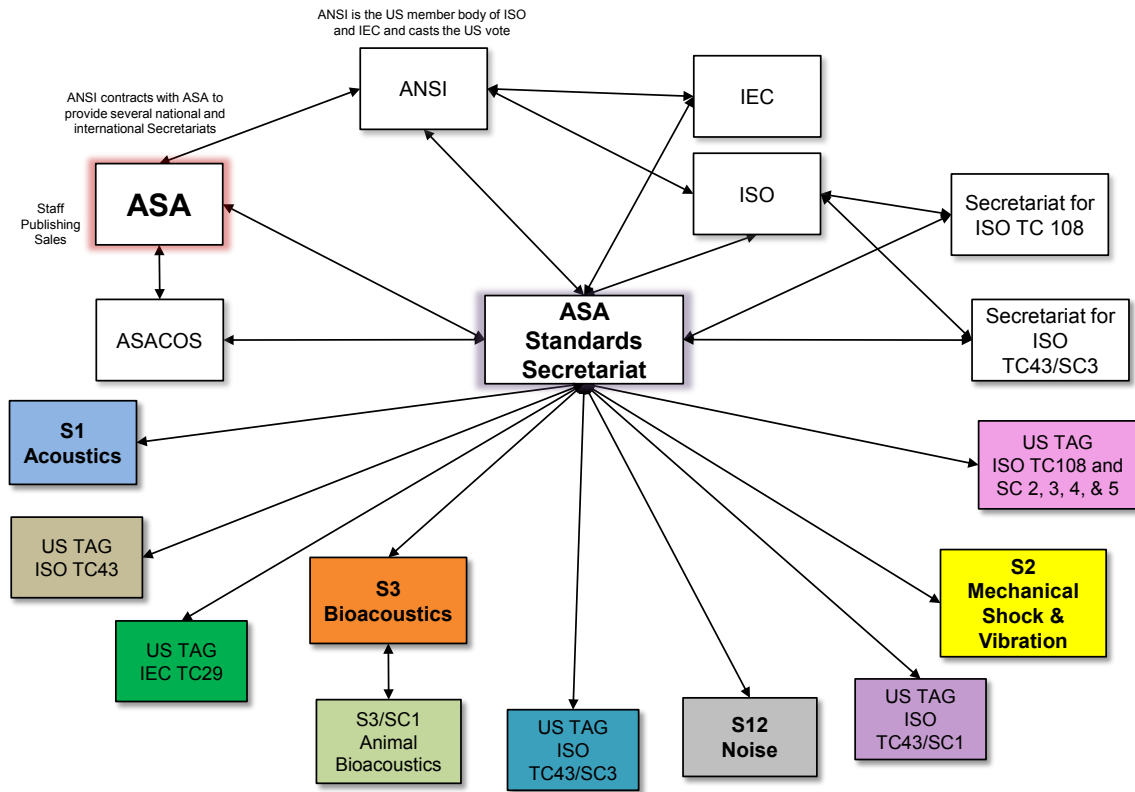 ANSI is the US member body of ISO
and IEC and casts the US vote
ANSI
IEC
ANSI contracts with ASA to
provide several national and
international Secretariats
ASA
Staff
Publishing
Sales
ISO
Secretariat for
ISO TC 108
ASACOS
ASA
Standards
Secretariat
Secretariat for
ISO
TC43/SC3
S1
Acoustics
US TAG
ISO TC108 and
SC 2, 3, 4, & 5
US TAG
ISO TC43
S3
Bioacoustics
S2
Mechanical
Shock &
Vibration
US TAG
IEC TC29
S3/SC1
Animal
Bioacoustics
US TAG
ISO
TC43/SC3
S12
Noise
US TAG
ISO
TC43/SC1